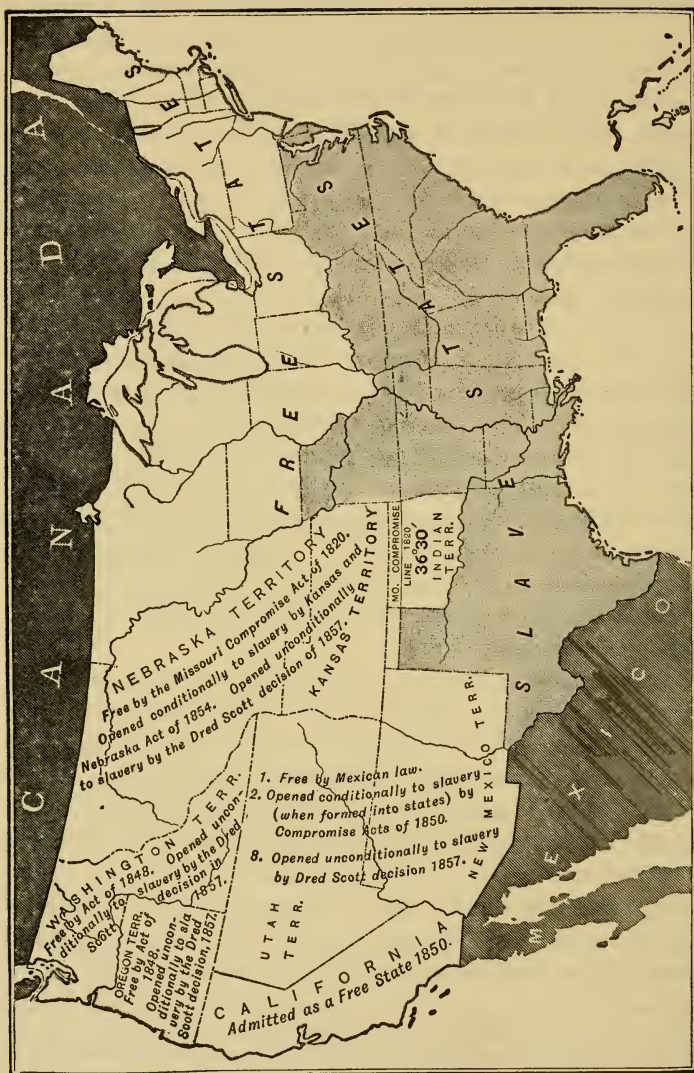 CANADA
FREE STATES
SLAVE STATES
MEXICO
WASHINGTON TERR.
Free by Act of 1848. Opened uncon-
ditionally to slavery by the Dred
Scott decision in
1857.
OREGON TERR.
Free by Act of
1848.
Opened uncon-
ditionally to sla
very by the Dred
Scott decision, 1857.
NEBRASKA TERRITORY
Free by the Missouri Compromise Act of 1820.
Opened conditionally to slavery by Kansas and
Nebraska Act of 1854. Opened unconditionally
to slavery by the Dred Scott decision of 1857.
KANSAS TERRITORY
MO. COMPROMISE
LINE 1820
36°30'
INDIAN
TERR.
1. Free by Mexican law.
2. Opened conditionally to slavery
(when formed into states) by
Compromise Acts of 1850.
8. Opened unconditionally to slavery
by Dred Scott decision 1857.
UTAH
TERR.
NEW MEXICO TERR.
CALIFORNIA
Admitted as a Free State 1850.